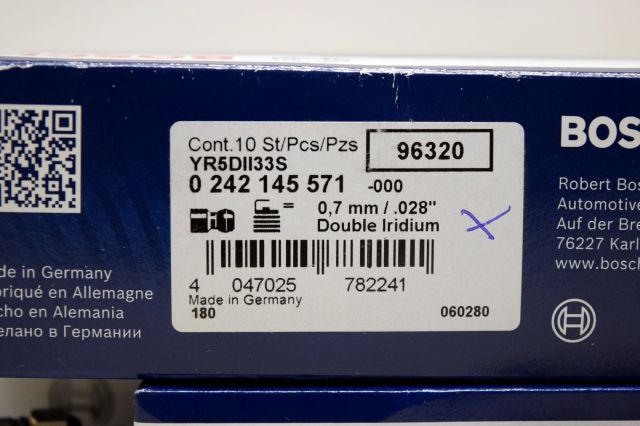 Cont.10 St/Pcs/Pzs
96320
YR5DII33S
0 242 145 571 -000
0,7 mm / .028"
Double Iridium
4 047025 782241
Made in Germany
180
060280
de in Germany
briqué en Allemagne
cho en Alemania
делано в Германии
BOS
Robert Bos
Automotive
Auf der Bre
76227 Karl
www.bosch